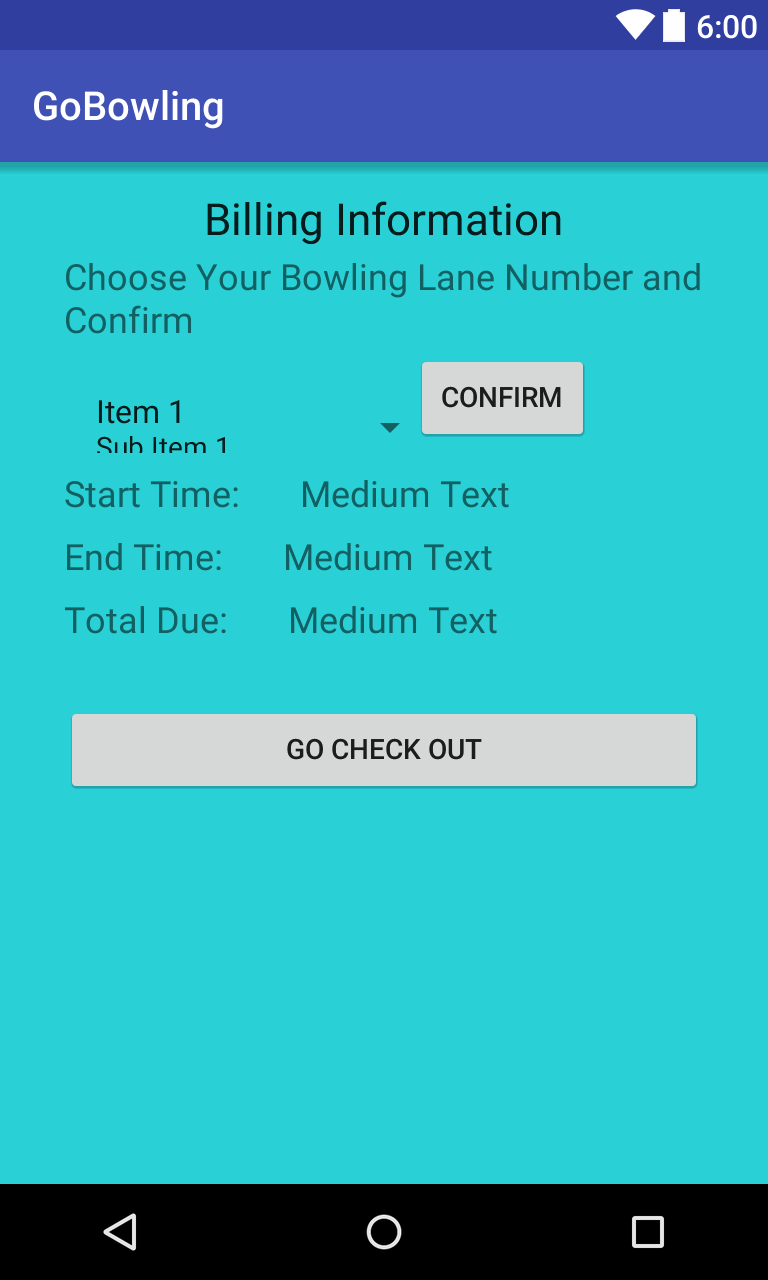 6:00
GoBowling
Billing Information
Choose Your Bowling Lane Number and
Confirm
Item 1
CONFIRM
Sub Item 1
Start Time: Medium Text
End Time: Medium Text
Total Due: Medium Text
GO CHECK OUT